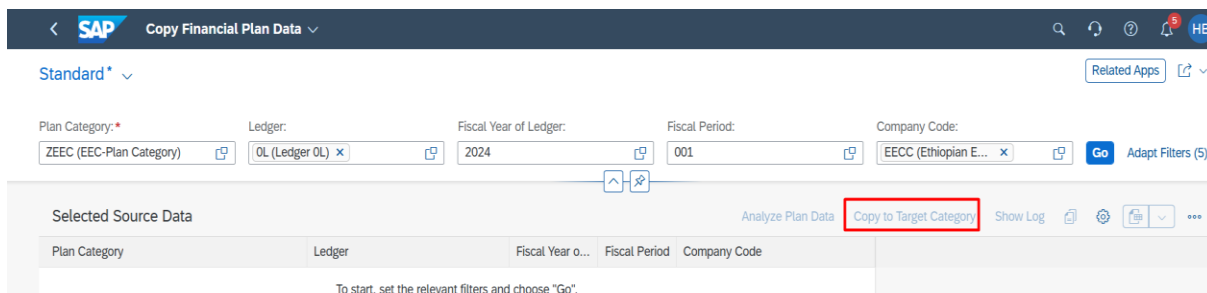 SAP Copy Financial Plan Data
5
HE
Standard*
Related Apps
Plan Category:* Ledger: Fiscal Year of Ledger: Fiscal Period: Company Code:
ZEEC (EEC-Plan Category) 0L (Ledger 0L) × 2024 001 EECC (Ethiopian E... × Go Adapt Filters (5)
Selected Source Data Analyze Plan Data Copy to Target Category Show Log
Plan Category Ledger Fiscal Year o... Fiscal Period Company Code
To start, set the relevant filters and choose "Go".